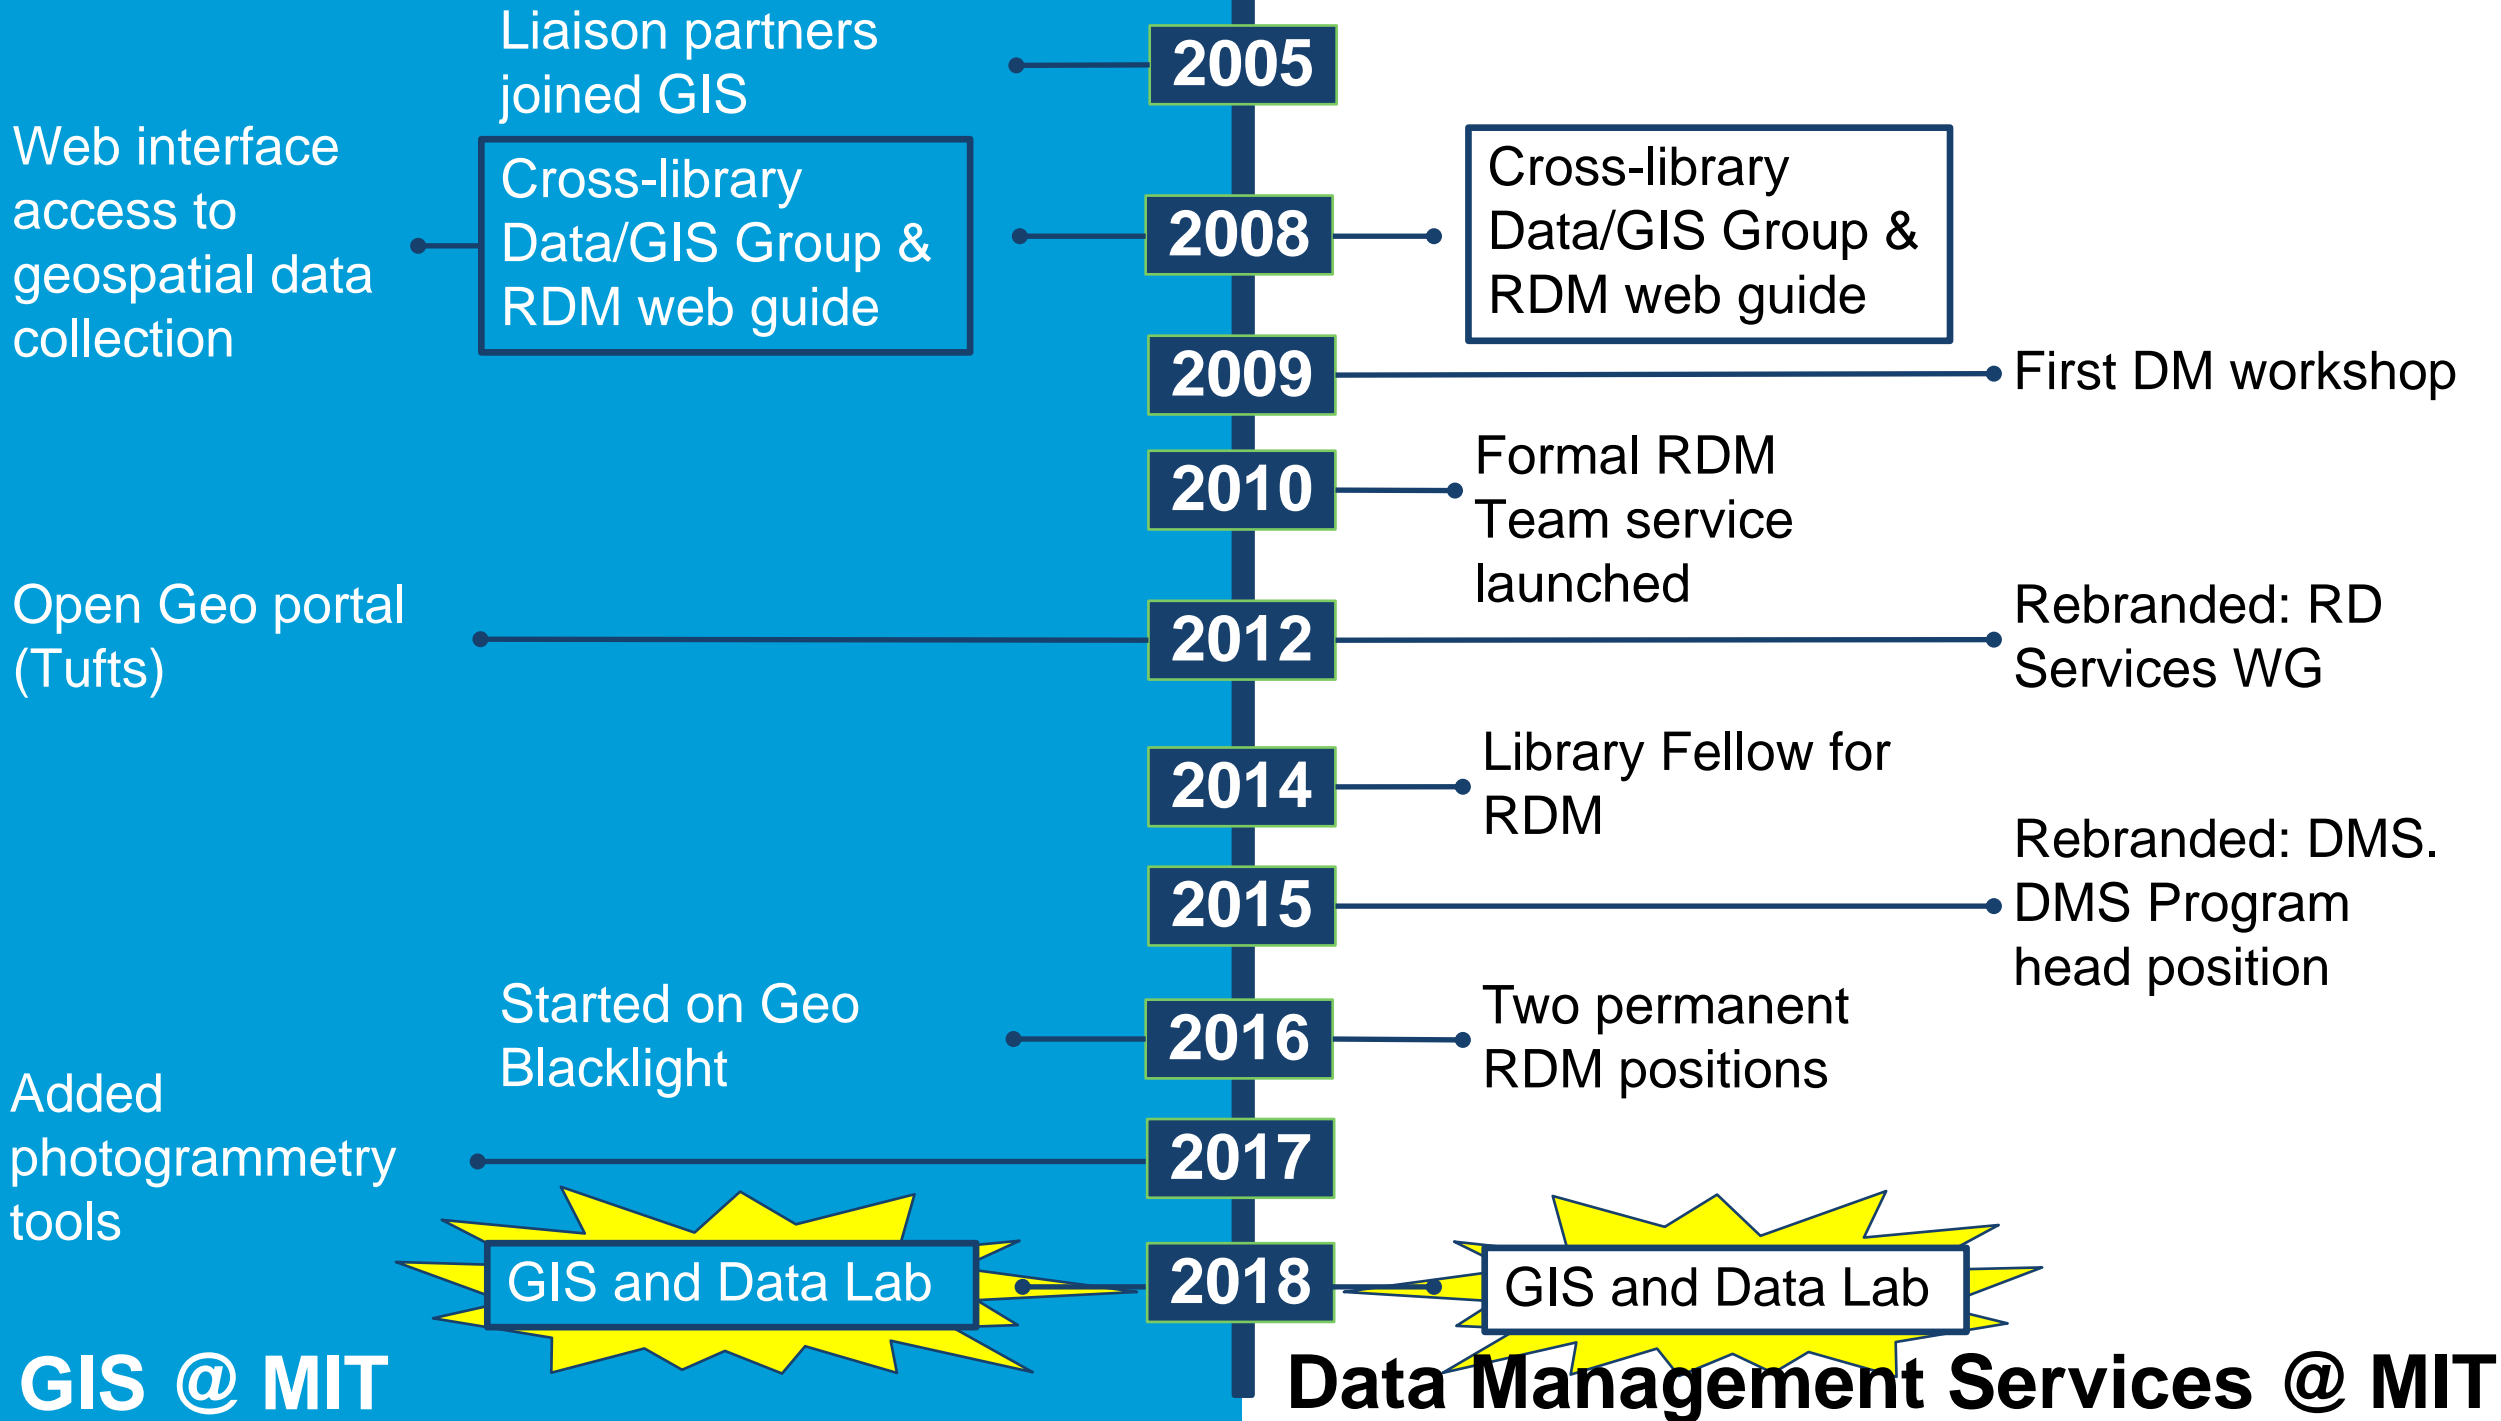 Liaison partners
joined GIS
2005
Web interface
access to
geospatial data
collection
Cross-library
Data/GIS Group &
RDM web guide
2008
Cross-library
Data/GIS Group &
RDM web guide
2009
First DM workshop
2010
Formal RDM
Team service
launched
Open Geo portal
(Tufts)
2012
Rebranded: RD
Services WG
2014
Library Fellow for
RDM
2015
Rebranded: DMS.
DMS Program
head position
Started on Geo
Blacklight
2016
Two permanent
RDM positions
Added
photogrammetry
tools
2017
GIS and Data Lab
2018
GIS and Data Lab
GIS @ MIT
Data Management Services @ MIT